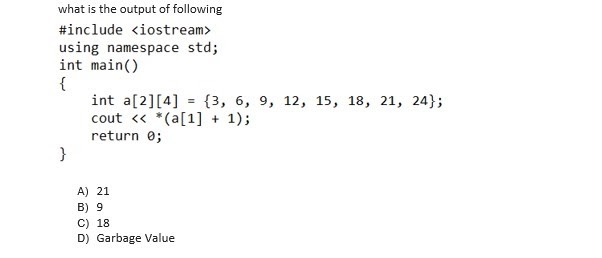 what is the output of following
#include <iostream>
using namespace std;
int main()
{
int a[2][4] = {3, 6, 9, 12, 15, 18, 21, 24};
cout << *(a[1] + 1);
return 0;
}
A) 21
B) 9
C) 18
D) Garbage Value